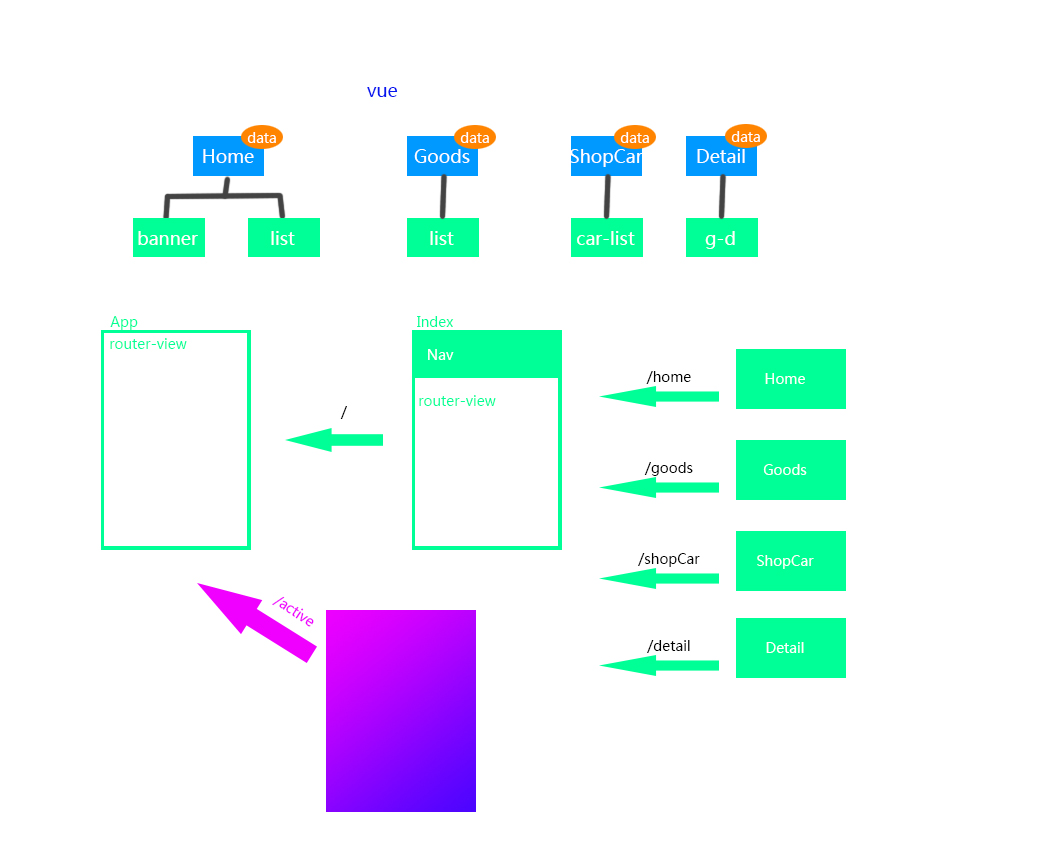 vue
data
Home
data
Goods
data
ShopCar
data
Detail
banner
list
list
car-list
g-d
App
router-view
Index
Nav
router-view
/
/home
Home
/goods
Goods
/shopCar
ShopCar
/detail
Detail
/active